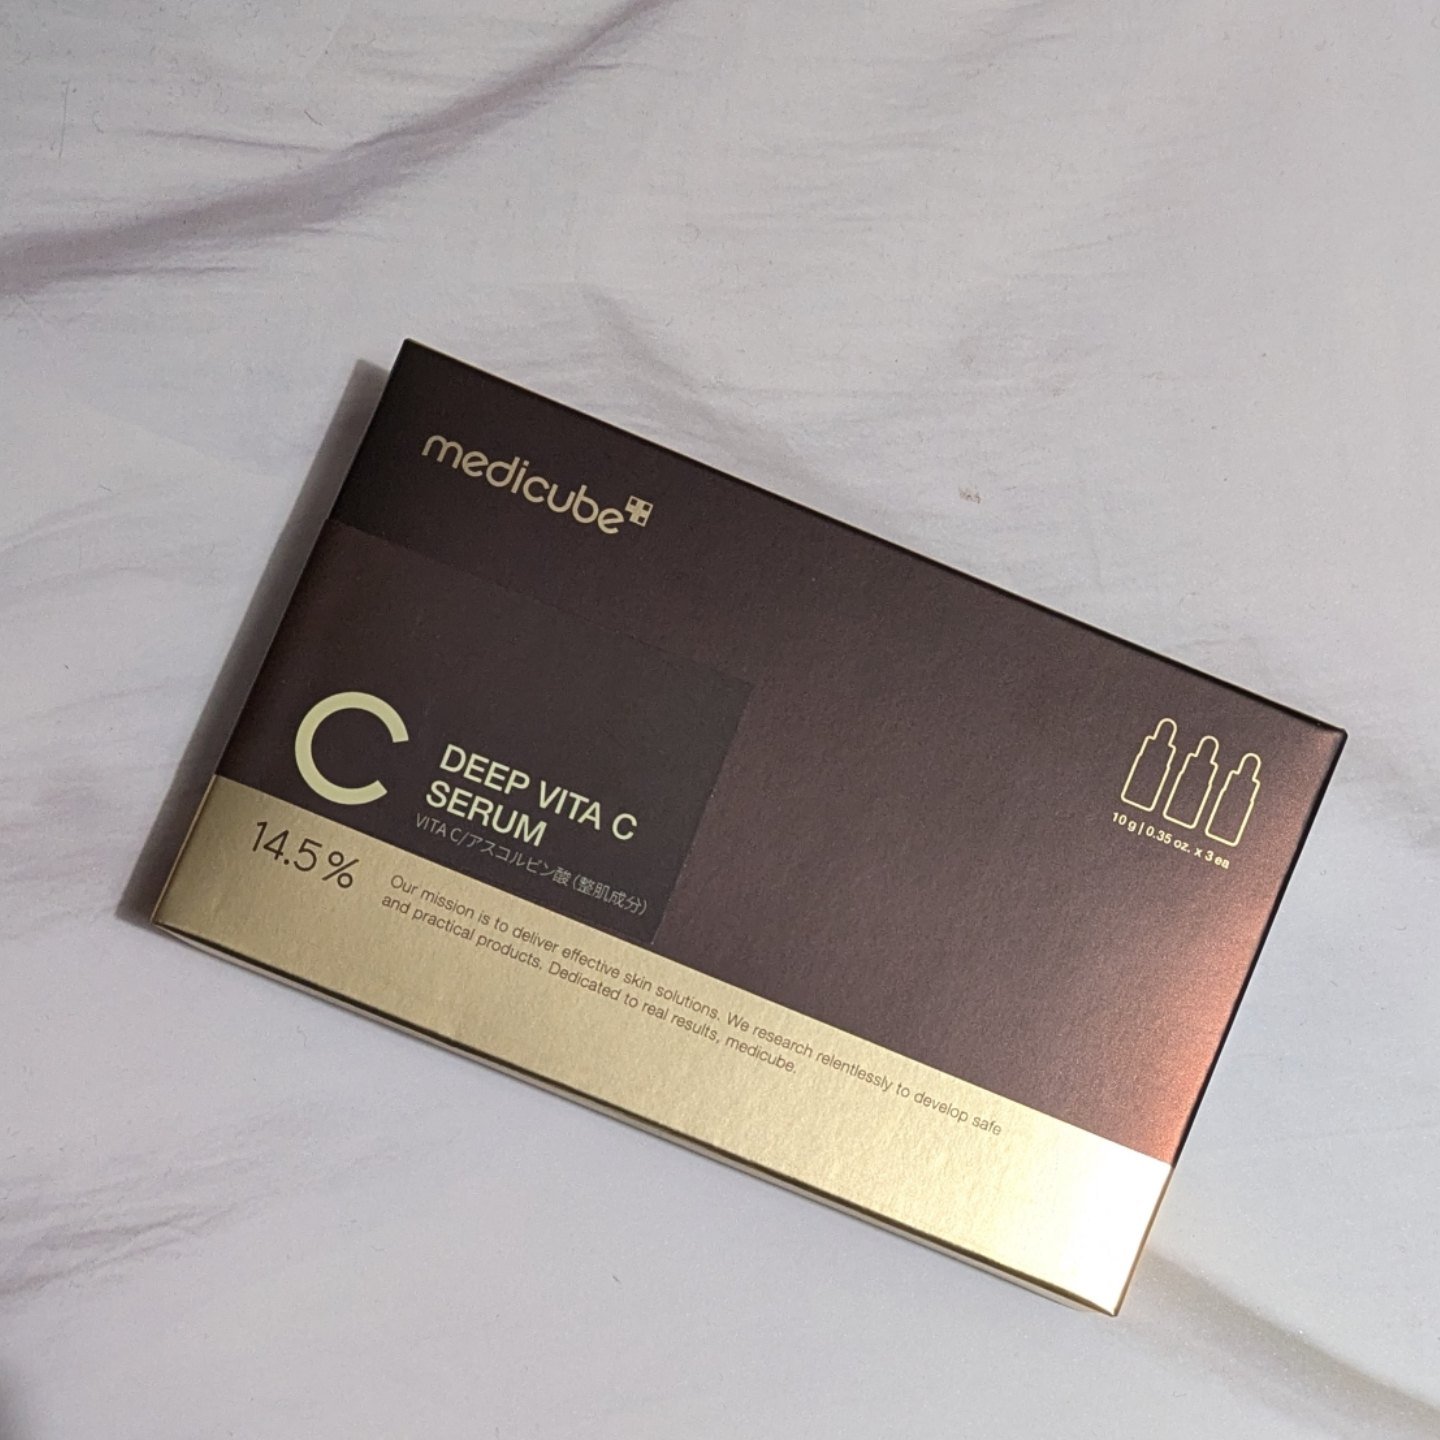 medicube
C
DEEP VITA C
SERUM
VITA C/アスコルビン酸 (整肌成分)
10 g | 0.35 oz. x 3 ea
14.5%
Our mission is to deliver effective skin solutions. We research relentlessly to develop safe
and practical products. Dedicated to real results, medicube.